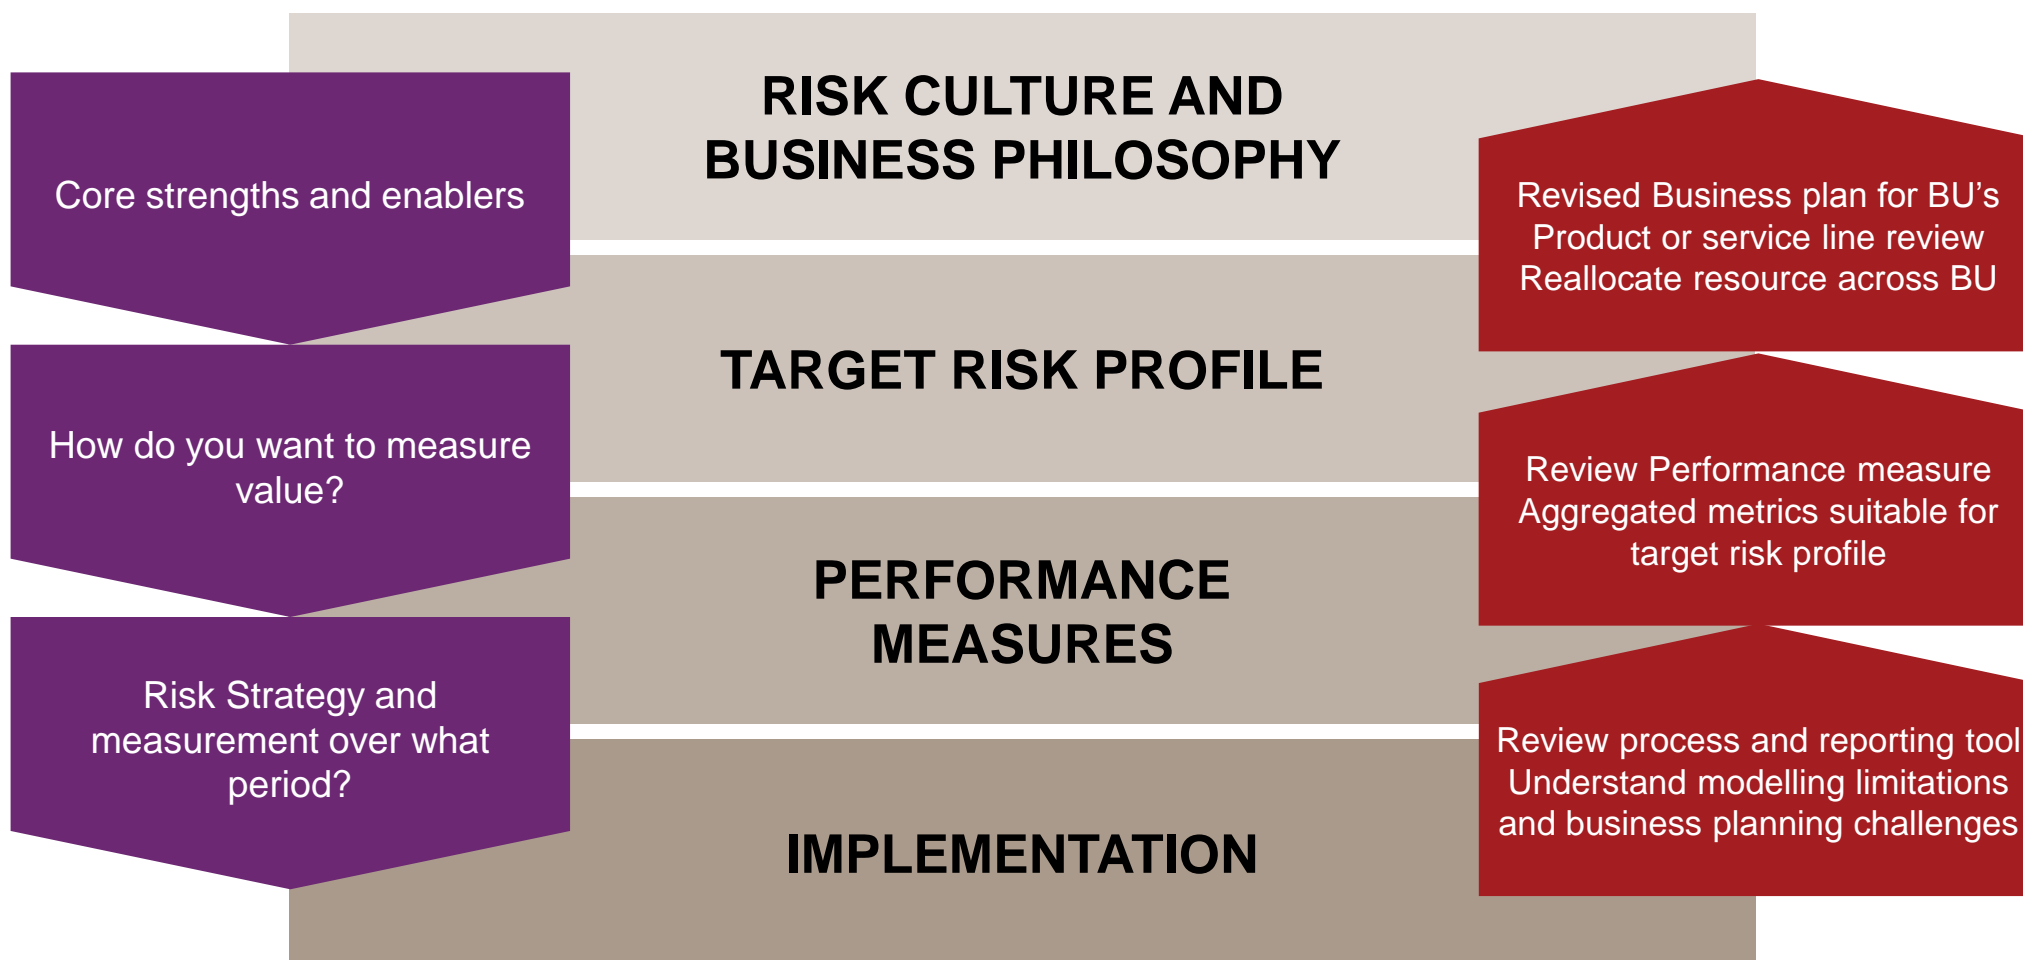 RISK CULTURE AND
BUSINESS PHILOSOPHY
Core strengths and enablers
Revised Business plan for BU’s
Product or service line review
Reallocate resource across BU
TARGET RISK PROFILE
How do you want to measure
value?
Review Performance measure
Aggregated metrics suitable for
target risk profile
PERFORMANCE
MEASURES
Risk Strategy and
measurement over what
period?
Review process and reporting tool
Understand modelling limitations
and business planning challenges
IMPLEMENTATION